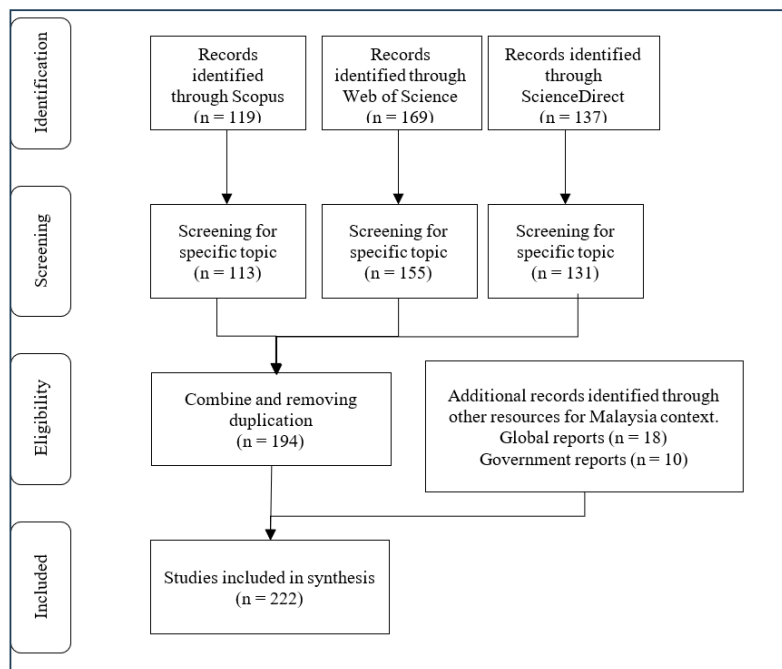 Identification
Records
identified
through Scopus
(n = 119)
Records
identified through
Web of Science
(n = 169)
Records identified
through
ScienceDirect
(n = 137)
Screening
Screening for
specific topic
(n = 113)
Screening for
specific topic
(n = 155)
Screening for
specific topic
(n = 131)
Eligibility
Combine and removing
duplication
(n = 194)
Additional records identified through
other resources for Malaysia context.
Global reports (n = 18)
Government reports (n = 10)
Included
Studies included in synthesis
(n = 222)